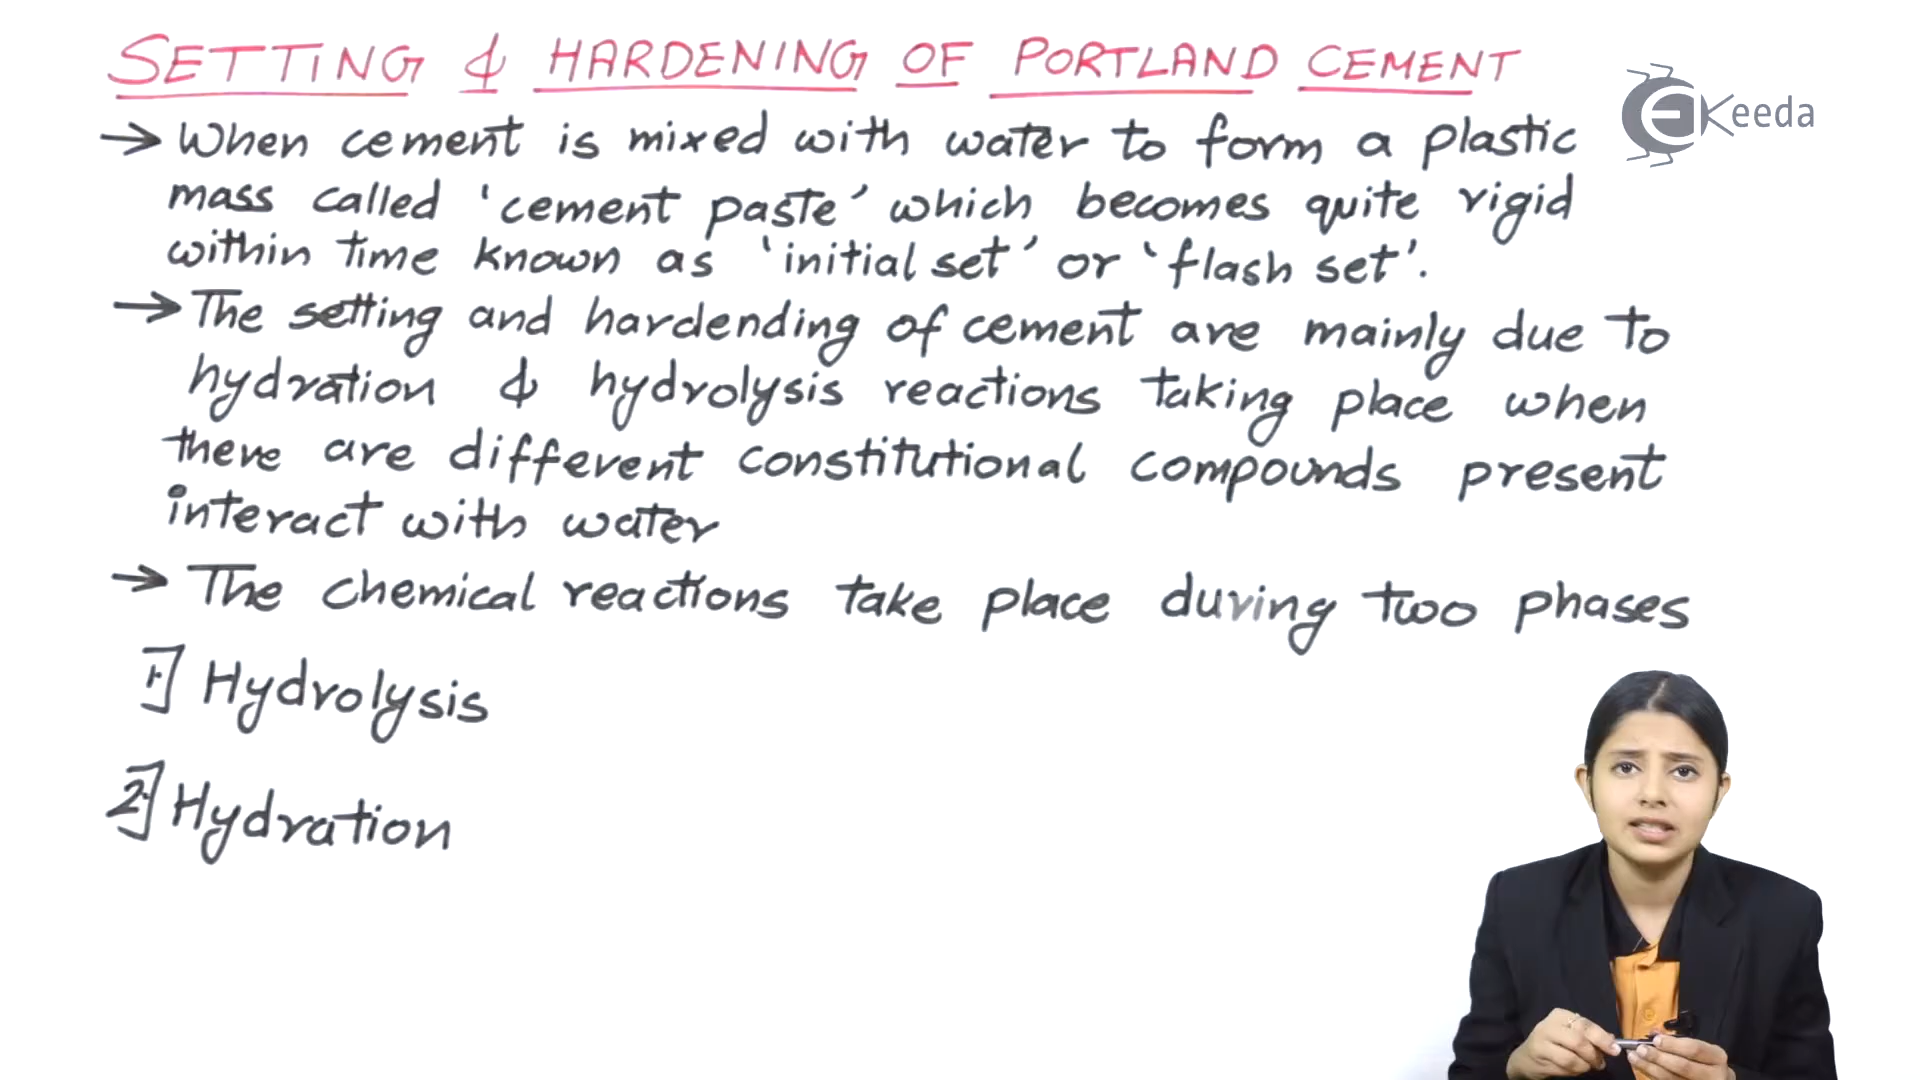 SETTING & HARDENING OF PORTLAND CEMENT
Keeda
→ When cement is mixed with water to form a plastic
mass called 'cement paste' which becomes quite rigid
within time known as 'initial set' or 'flash set'.
→ The setting and hardending of cement are mainly due to
hydration & hydrolysis reactions taking place when
there are different constitutional compounds present
interact with water
→ The chemical reactions take place during two phases
1.] Hydrolysis
2.] Hydration